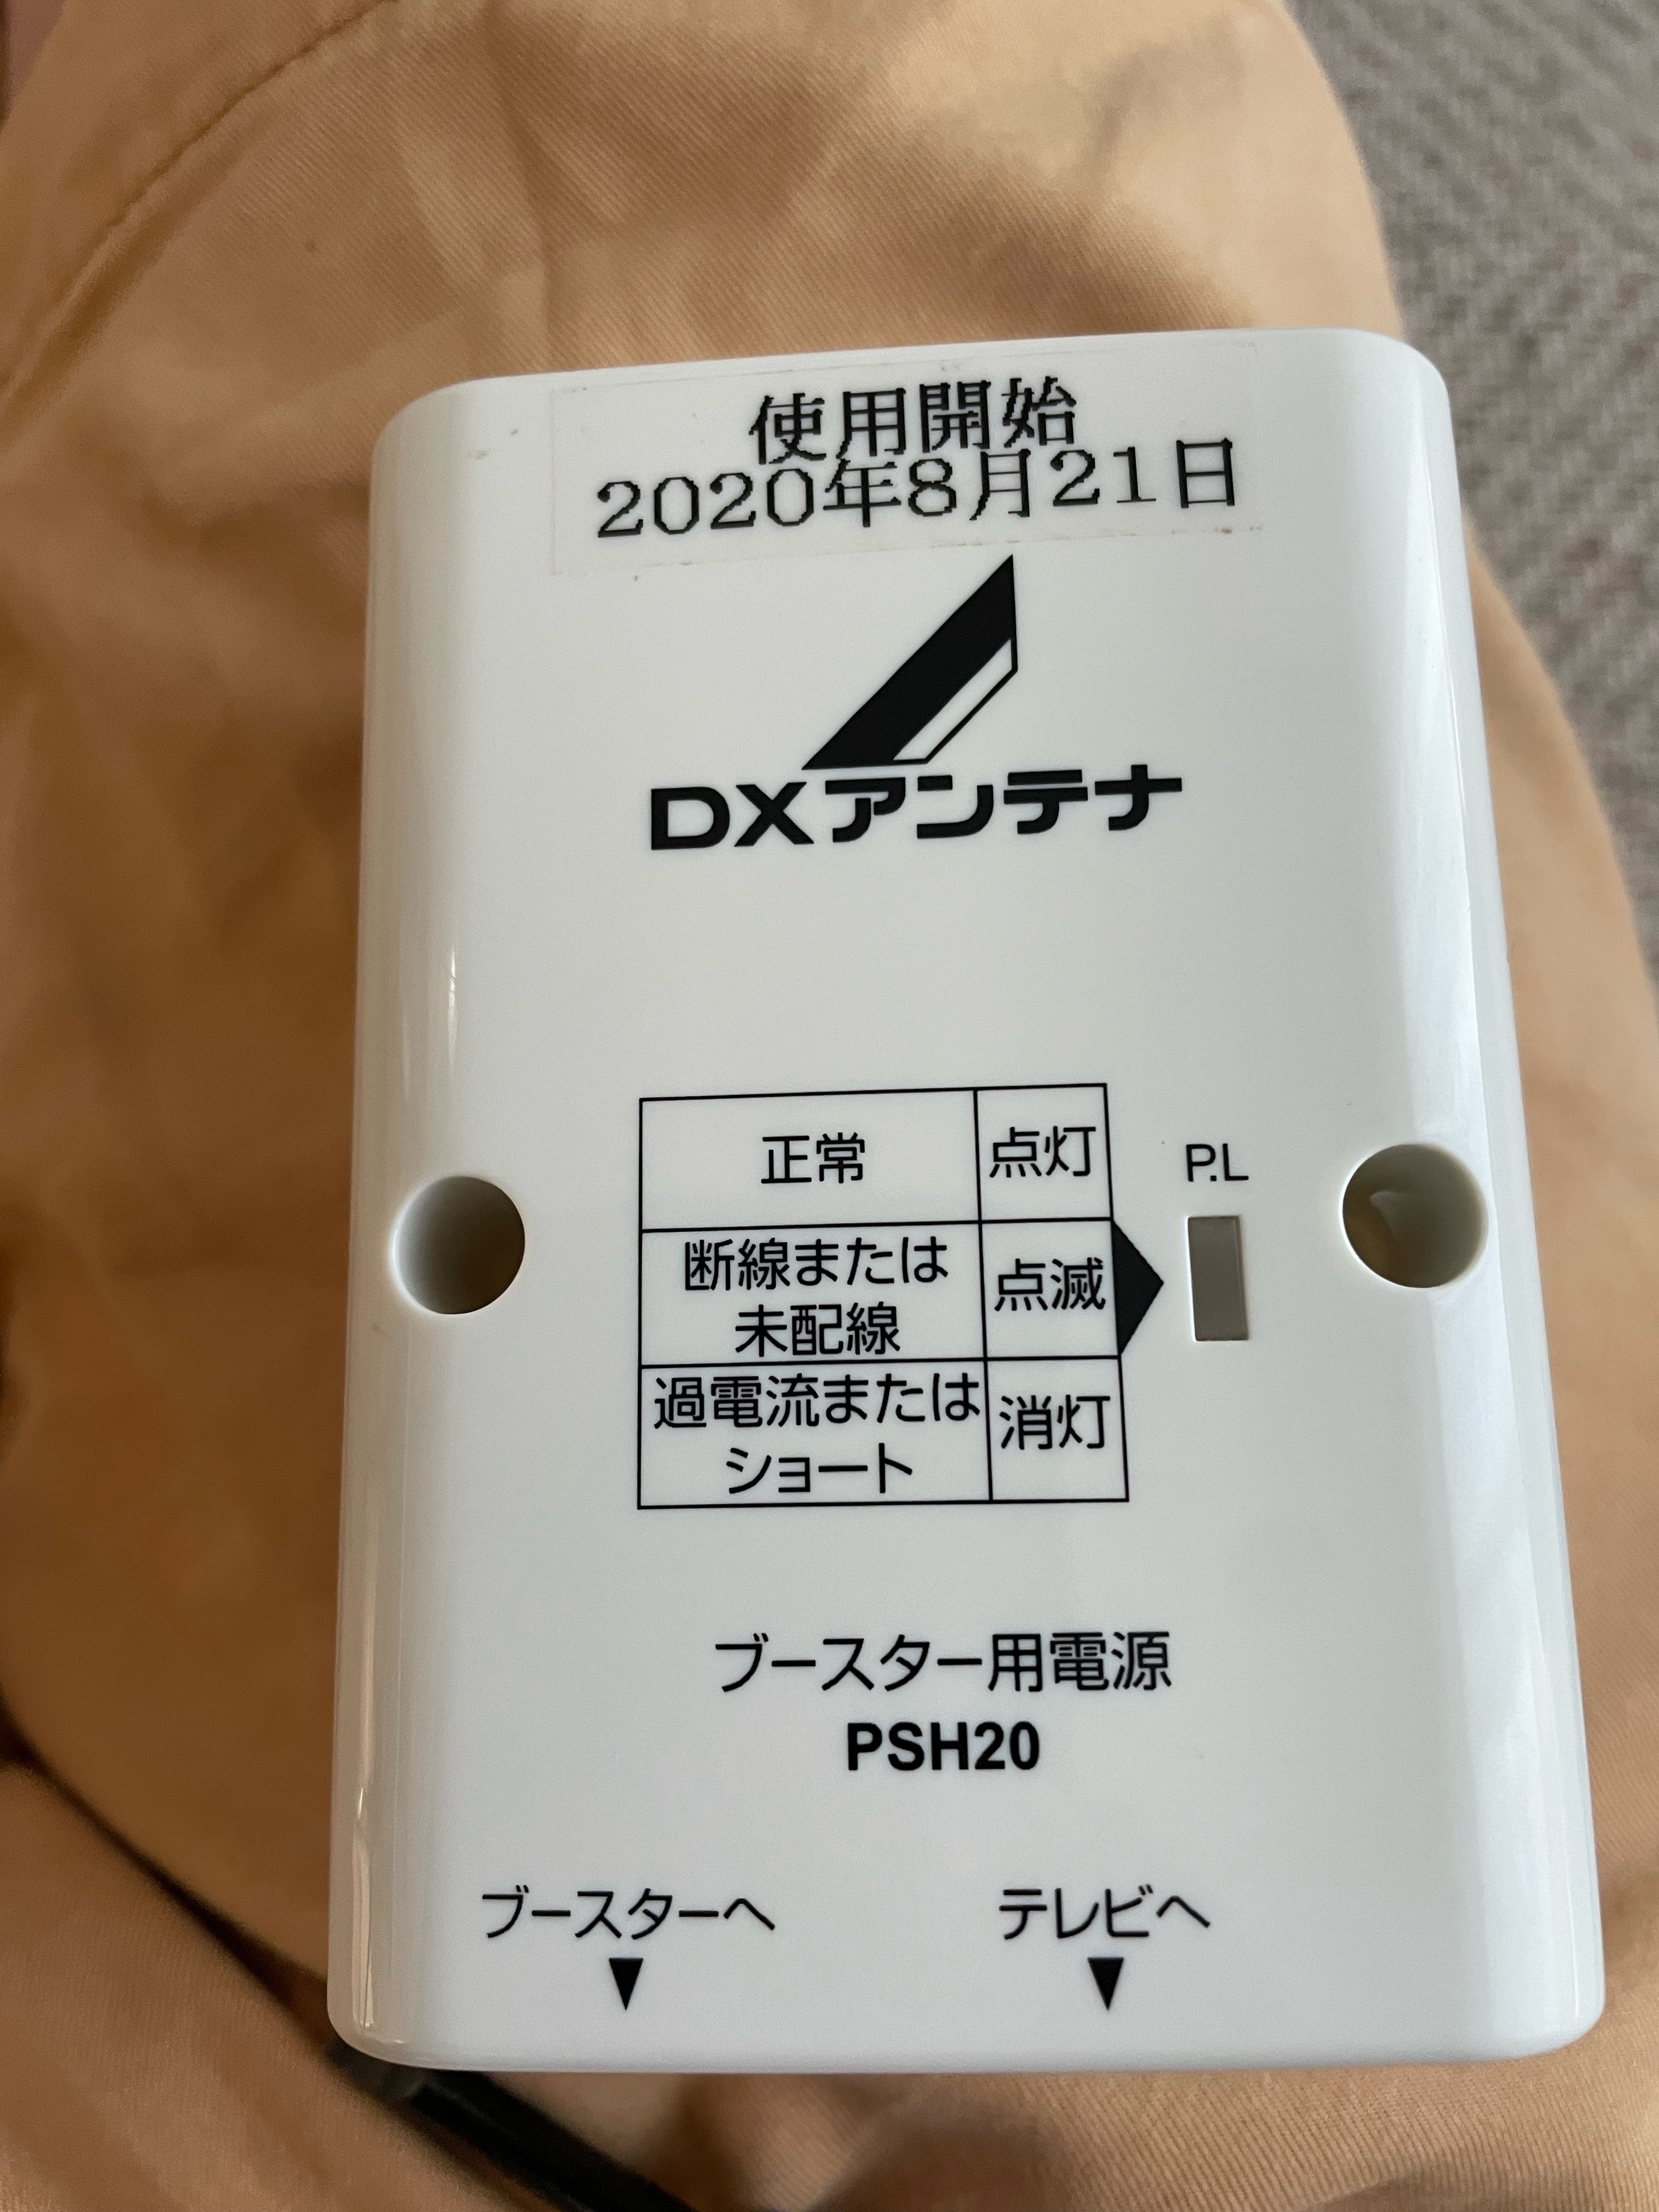 使用開始
2020年8月21日
DXアンテナ
正常 点灯
断線または
未配線 点滅
過電流または
ショート 消灯
P.L
ブースター用電源
PSH20
ブースターへ テレビへ